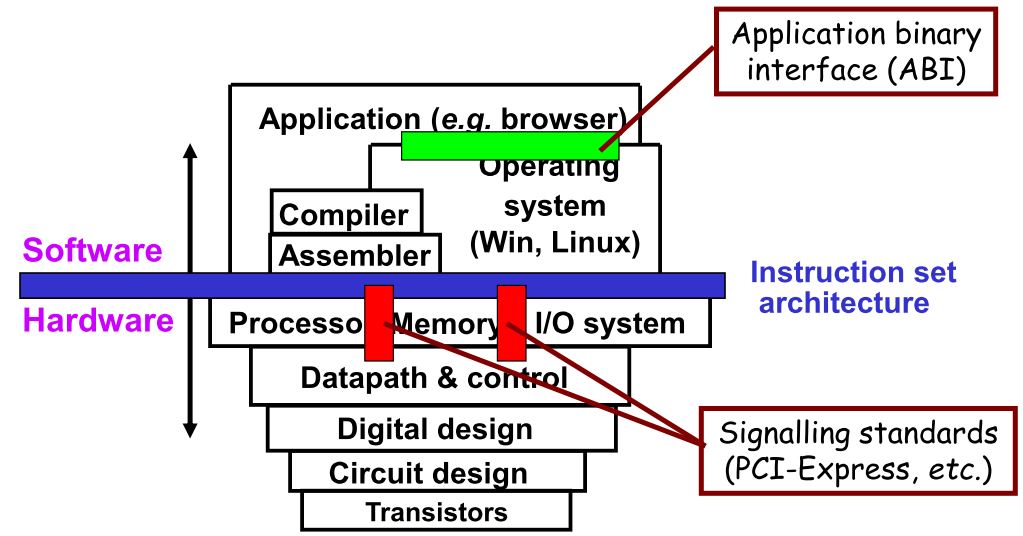 Application binary
interface (ABI)
Application (e.g. browser)
Operating
system
(Win, Linux)
Compiler
Assembler
Software
Hardware
Instruction set
architecture
Processo Memory I/O system
Datapath & control
Digital design
Circuit design
Transistors
Signalling standards
(PCI-Express, etc.)